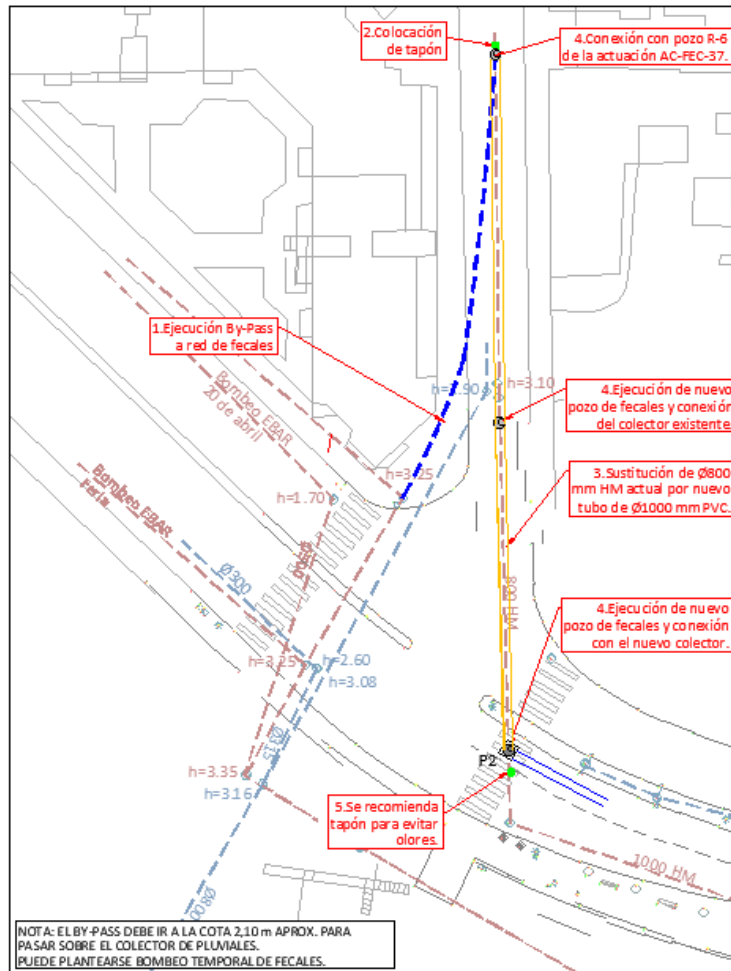 2.Colocación
de tapón
4.Conexión con pozo R-6
de la actuación AC-FEC-37.
1.Ejecución By-Pass
a red de fecales
Bombeo EBAR
20 de abril
h=3.10
4.Ejecución de nuevo
pozo de fecales y conexión
del colector existente
h=3.25
h=1.70
Bombeo EBAR
Feria
3.Sustitución de Ø800
mm HM actual por nuevo
tubo de Ø1000 mm PVC.
Ø300
800 HM
4.Ejecución de nuevo
pozo de fecales y conexión
con el nuevo colector.
h=3.25
h=2.60
h=3.08
Ø315
P2
h=3.35
h=3.16
5.Se recomienda
tapón para evitar
olores.
1000 HM
Ø800
NOTA: EL BY-PASS DEBE IR A LA COTA 2,10 m APROX. PARA
PASAR SOBRE EL COLECTOR DE PLUVIALES.
PUEDE PLANTEARSE BOMBEO TEMPORAL DE FECALES.